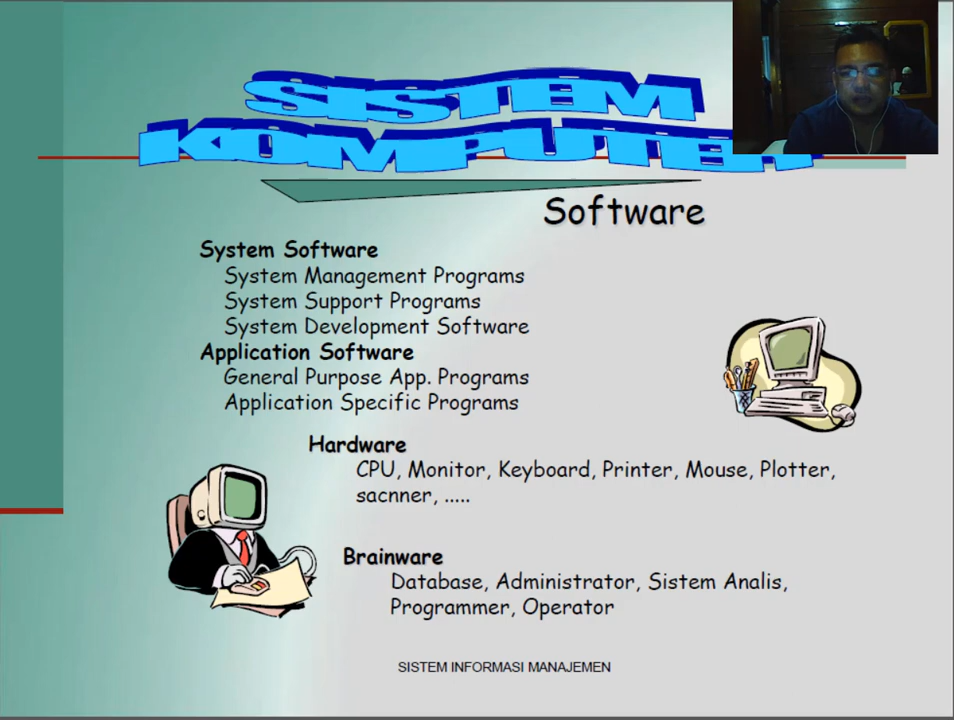 SISTEM
KOMPUTER
Software
System Software
System Management Programs
System Support Programs
System Development Software
Application Software
General Purpose App. Programs
Application Specific Programs
Hardware
CPU, Monitor, Keyboard, Printer, Mouse, Plotter,
sacnner, .....
Brainware
Database, Administrator, Sistem Analis,
Programmer, Operator
SISTEM INFORMASI MANAJEMEN